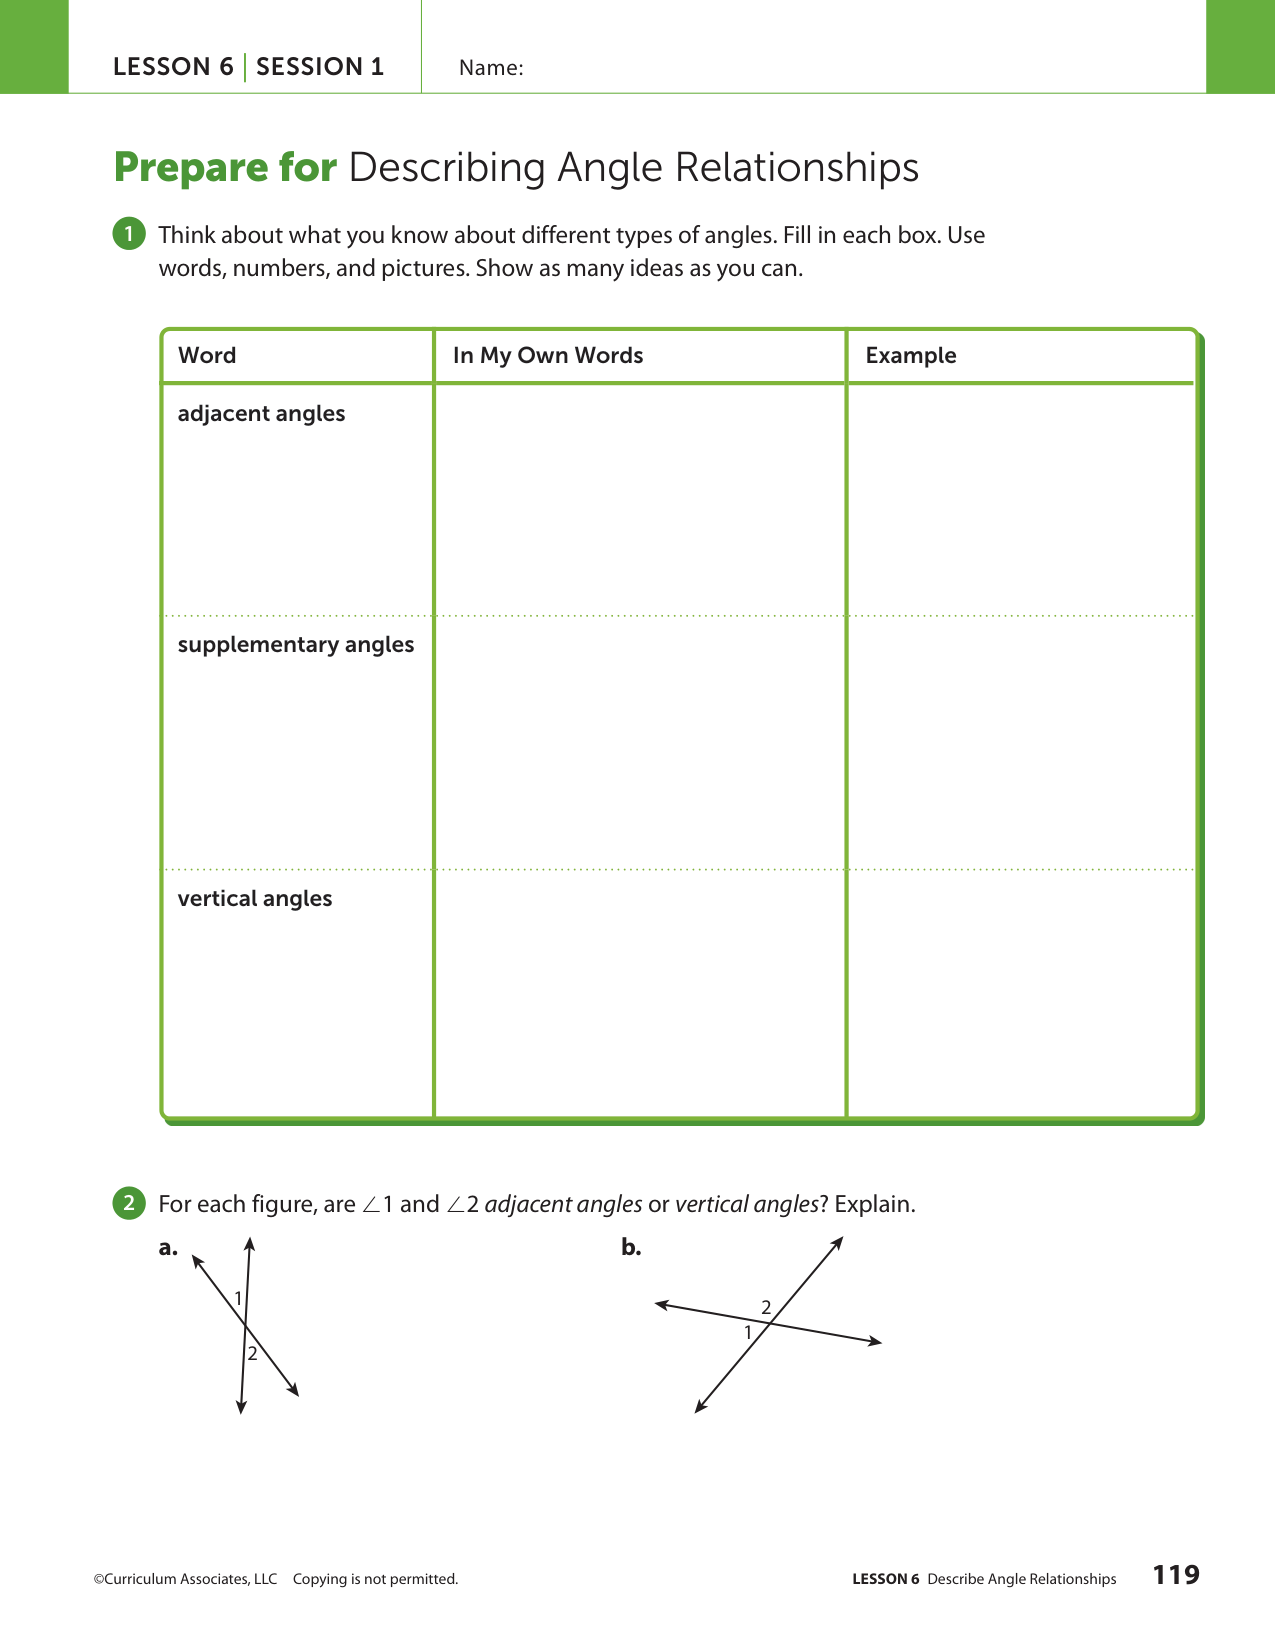 LESSON 6 | SESSION 1
Name:
Prepare for Describing Angle Relationships
1 Think about what you know about different types of angles. Fill in each box. Use
words, numbers, and pictures. Show as many ideas as you can.
Word In My Own Words Example
adjacent angles
supplementary angles
vertical angles
2 For each figure, are ∠1 and ∠2 adjacent angles or vertical angles? Explain.
a.
1
2
b.
2
1
©Curriculum Associates, LLC Copying is not permitted.
LESSON 6 Describe Angle Relationships 119